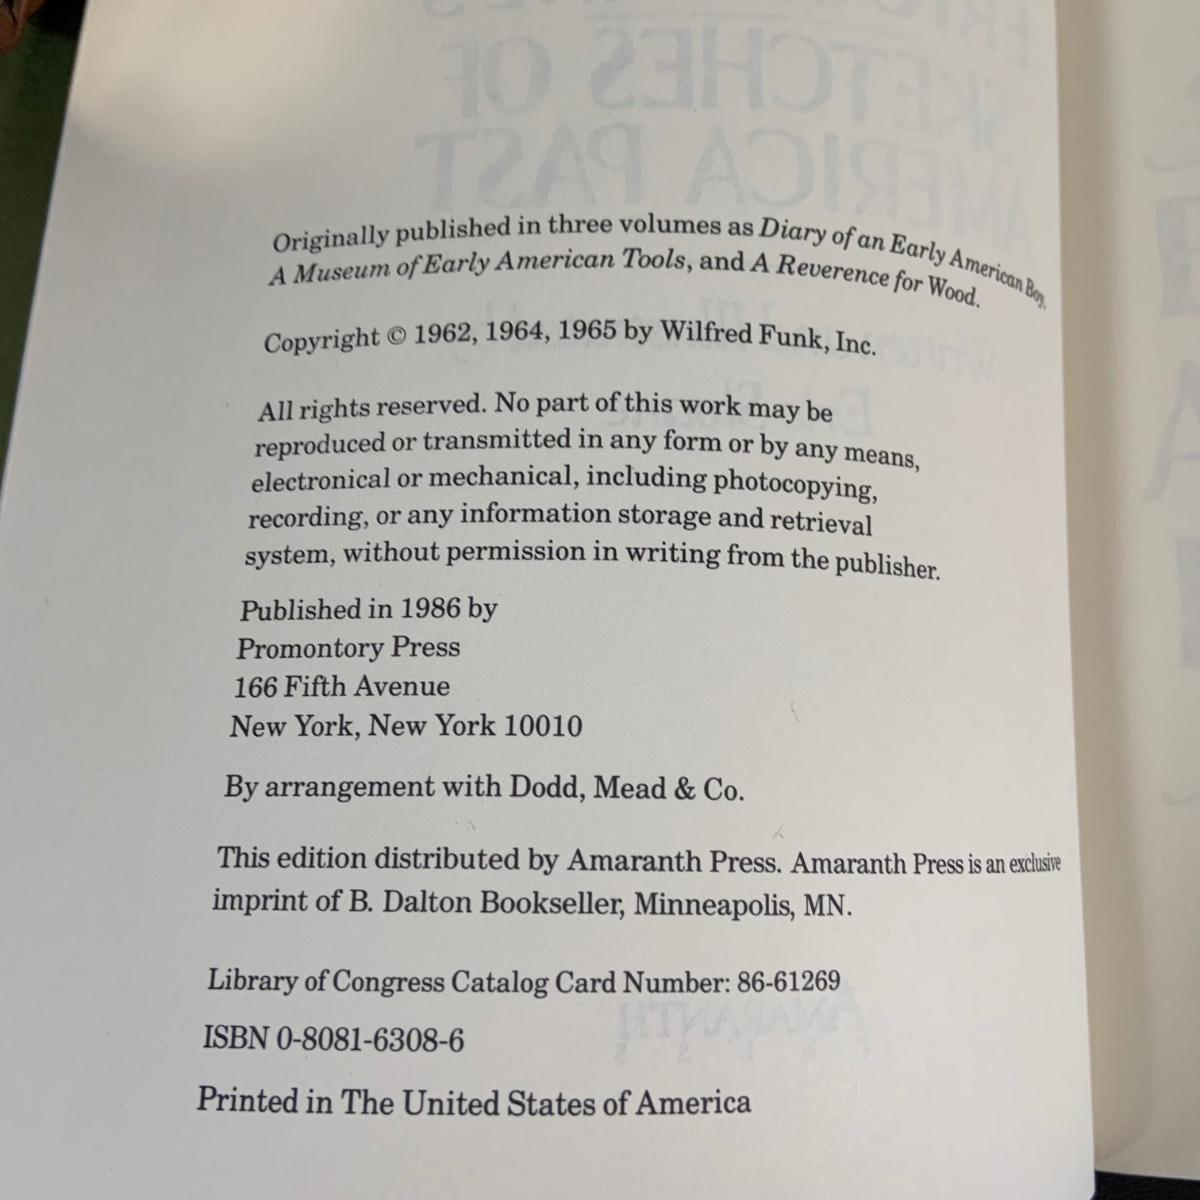 Originally published in three volumes as Diary of an Early American Boy,
A Museum of Early American Tools, and A Reverence for Wood.
Copyright © 1962, 1964, 1965 by Wilfred Funk, Inc.
All rights reserved. No part of this work may be
reproduced or transmitted in any form or by any means,
electronical or mechanical, including photocopying,
recording, or any information storage and retrieval
system, without permission in writing from the publisher.
Published in 1986 by
Promontory Press
166 Fifth Avenue
New York, New York 10010
By arrangement with Dodd, Mead & Co.
This edition distributed by Amaranth Press. Amaranth Press is an exclusive
imprint of B. Dalton Bookseller, Minneapolis, MN.
Library of Congress Catalog Card Number: 86-61269
ISBN 0-8081-6308-6
Printed in The United States of America